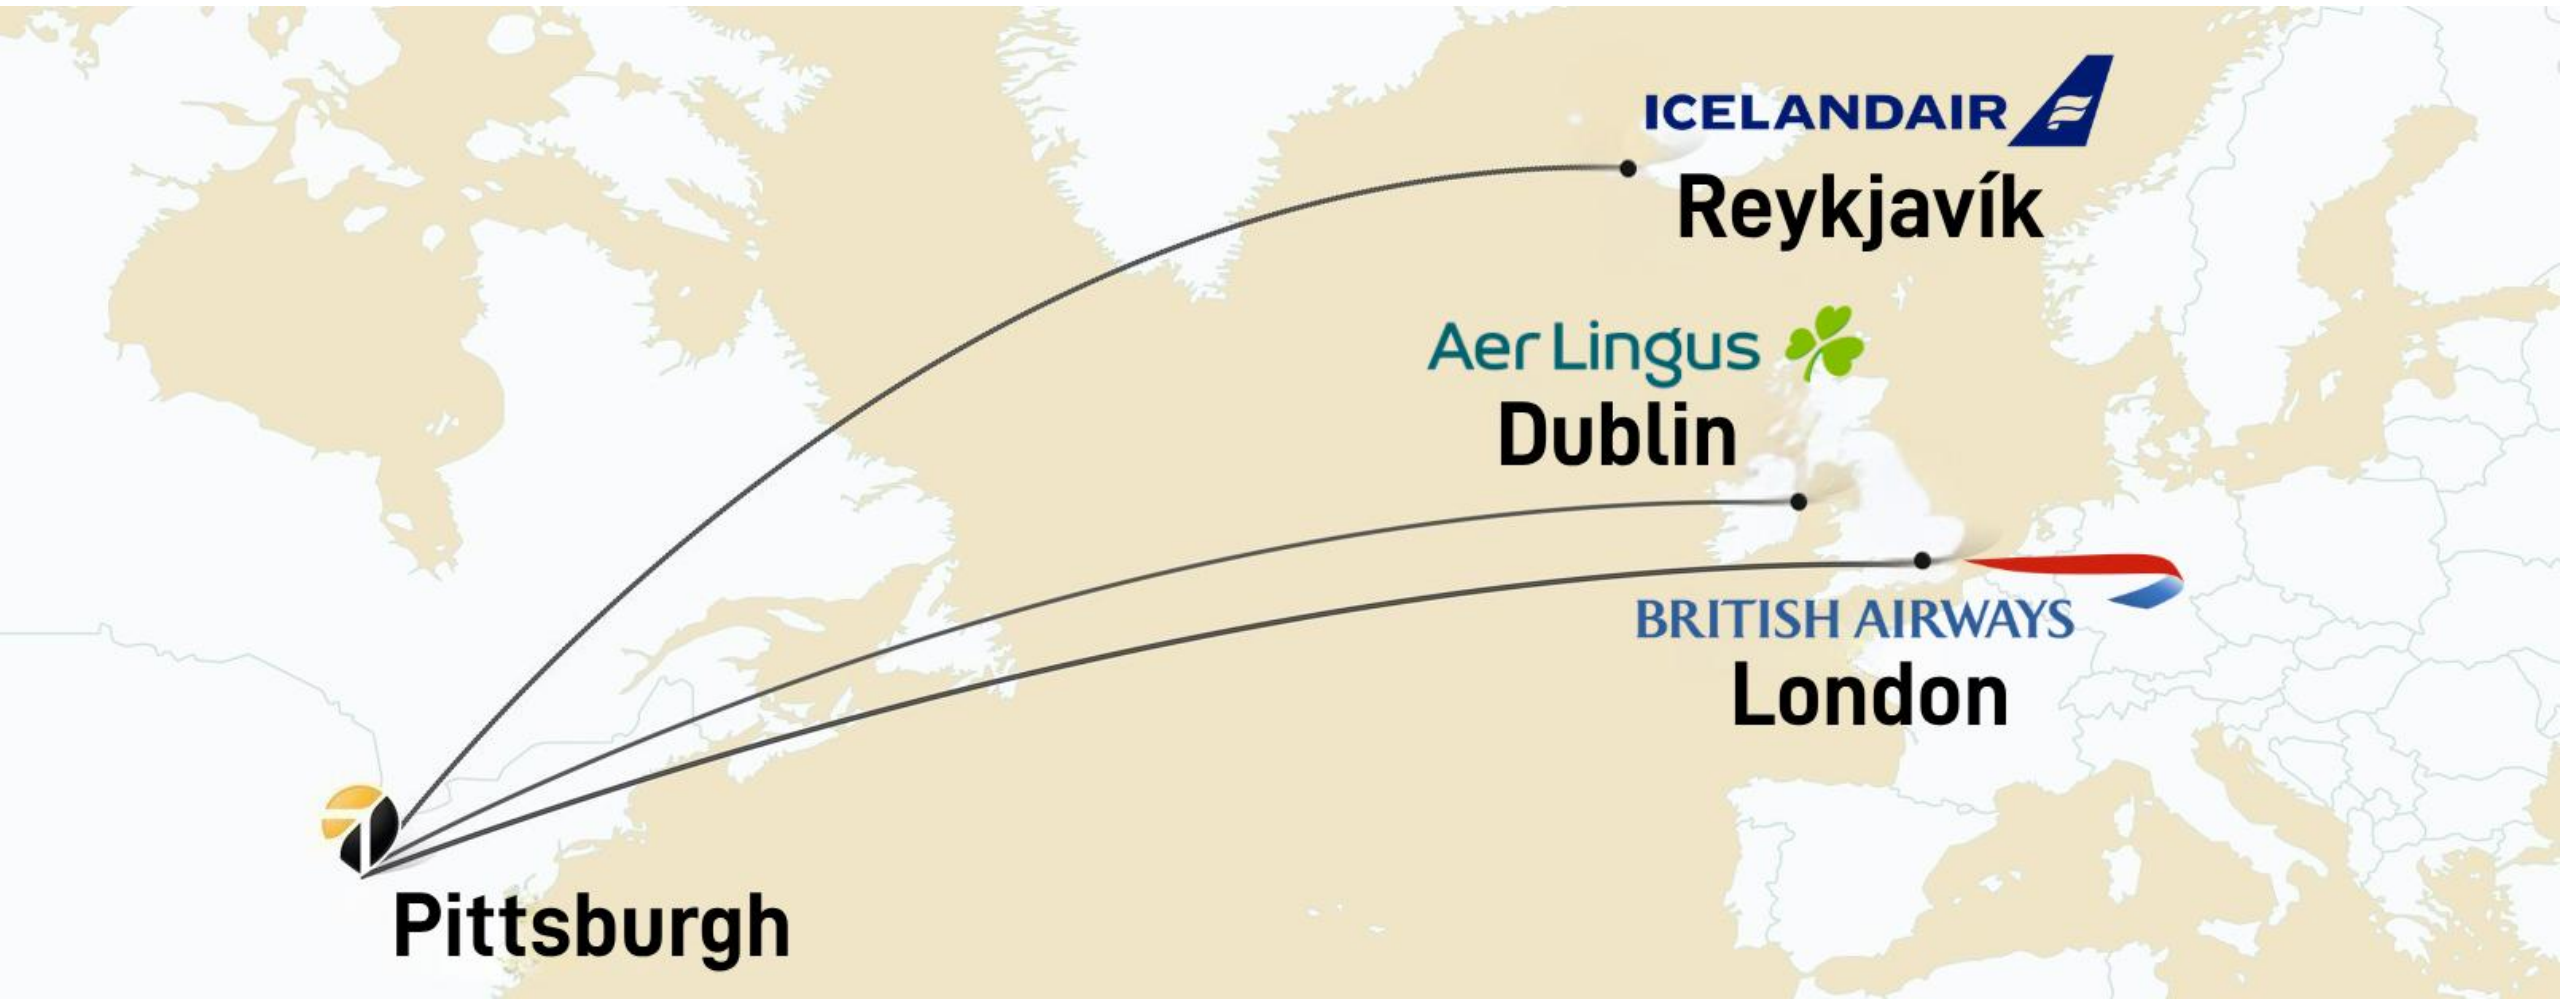 ICELANDAIR
Reykjavík
Aer Lingus
Dublin
BRITISH AIRWAYS
London
Pittsburgh